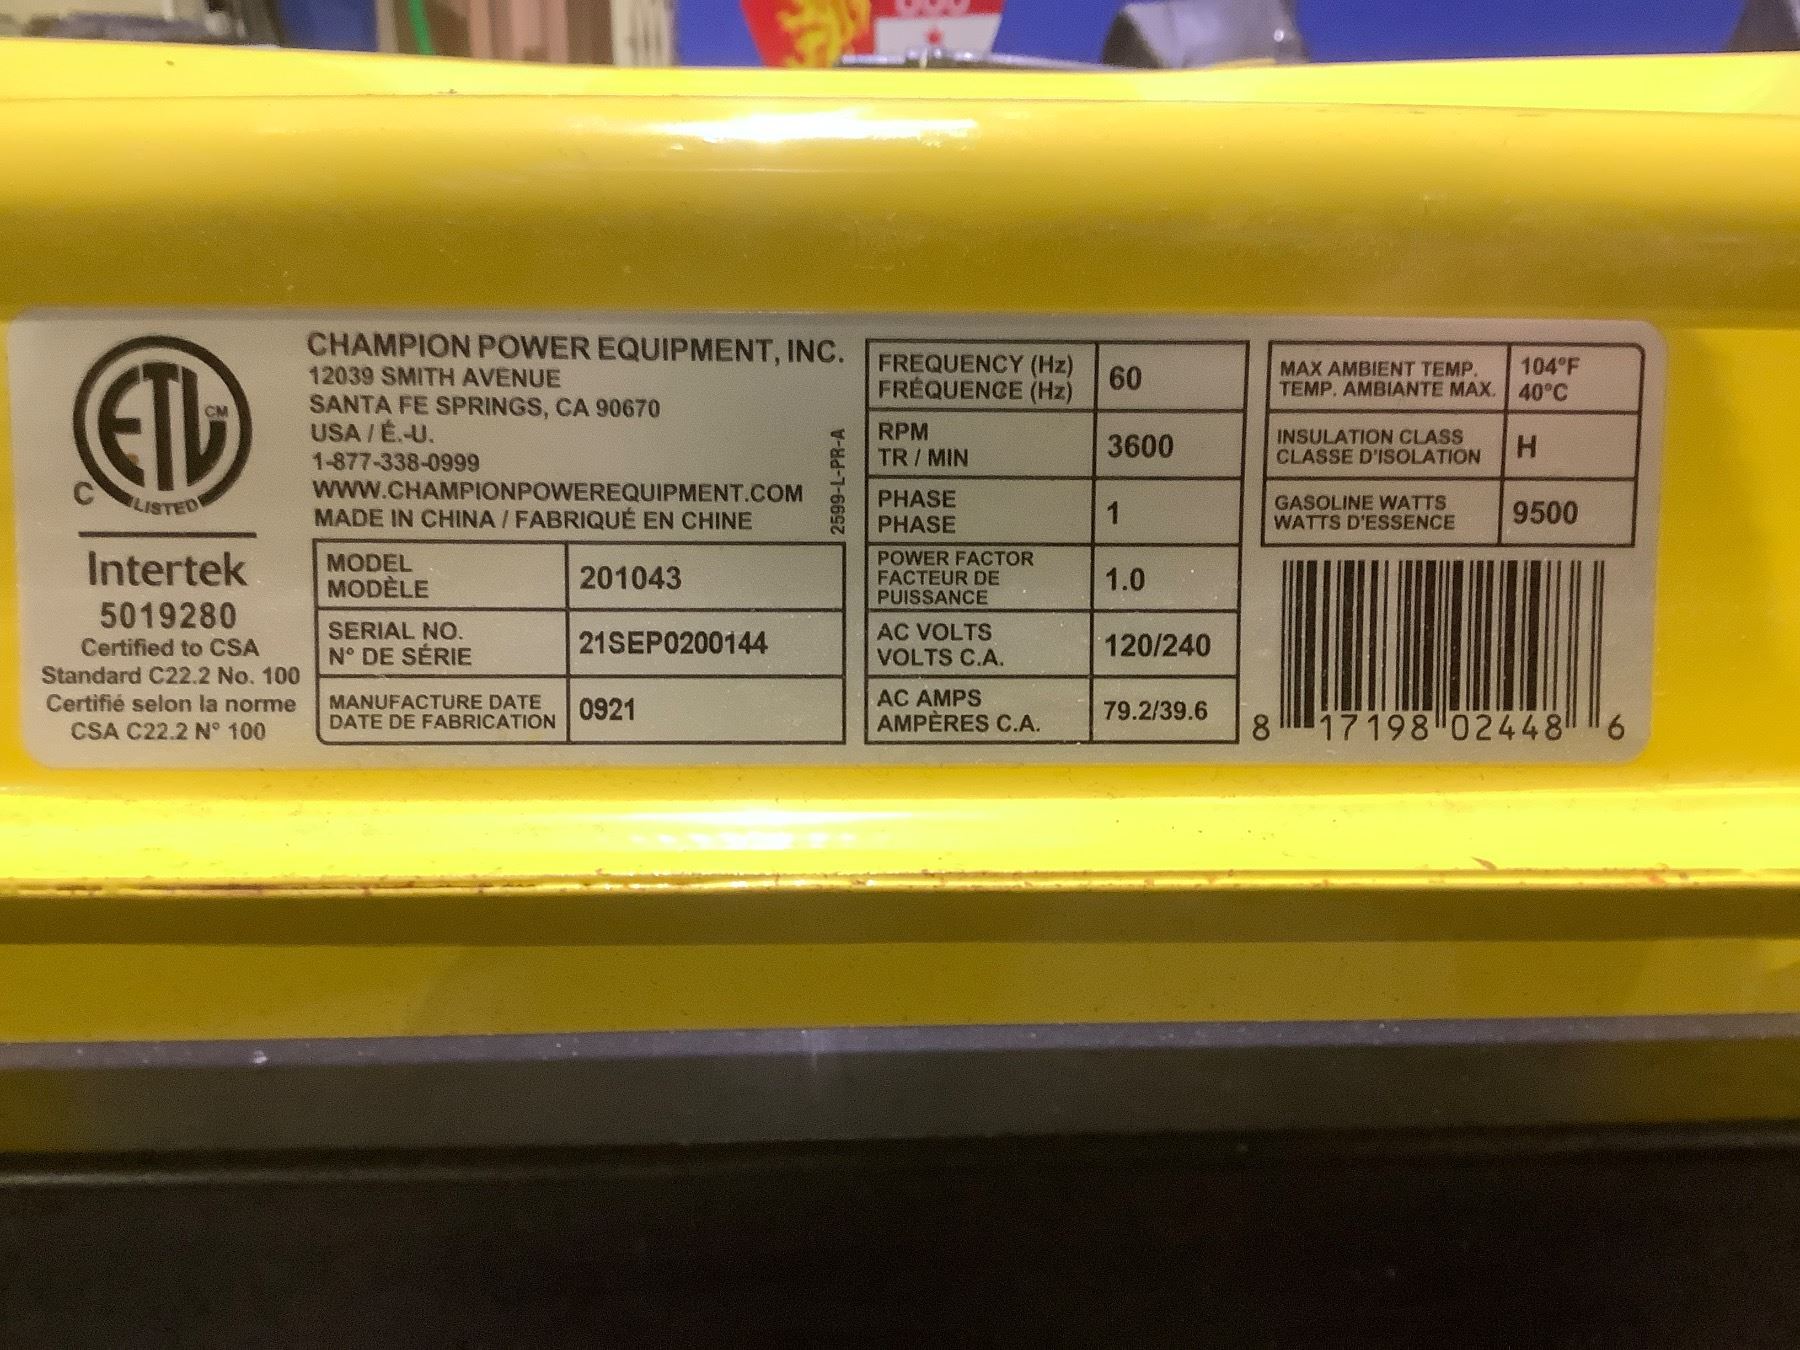 CHAMPION POWER EQUIPMENT, INC.
12039 SMITH AVENUE
SANTA FE SPRINGS, CA 90670
USA / É.-U.
1-877-338-0999
WWW.CHAMPIONPOWEREQUIPMENT.COM
MADE IN CHINA / FABRIQUÉ EN CHINE
2599-L-PR-A
ETL CM
C LISTED
Intertek
5019280
Certified to CSA
Standard C22.2 No. 100
Certifié selon la norme
CSA C22.2 N° 100
MODEL
MODÈLE
201043
SERIAL NO.
N° DE SÉRIE
21SEP0200144
MANUFACTURE DATE
DATE DE FABRICATION
0921
FREQUENCY (Hz)
FRÉQUENCE (Hz)
60
RPM
TR / MIN
3600
PHASE
PHASE
1
POWER FACTOR
FACTEUR DE
PUISSANCE
1.0
AC VOLTS
VOLTS C.A.
120/240
AC AMPS
AMPÈRES C.A.
79.2/39.6
MAX AMBIENT TEMP.
TEMP. AMBIANTE MAX.
104°F
40°C
INSULATION CLASS
CLASSE D'ISOLATION
H
GASOLINE WATTS
WATTS D'ESSENCE
9500
8 17198 02448 6